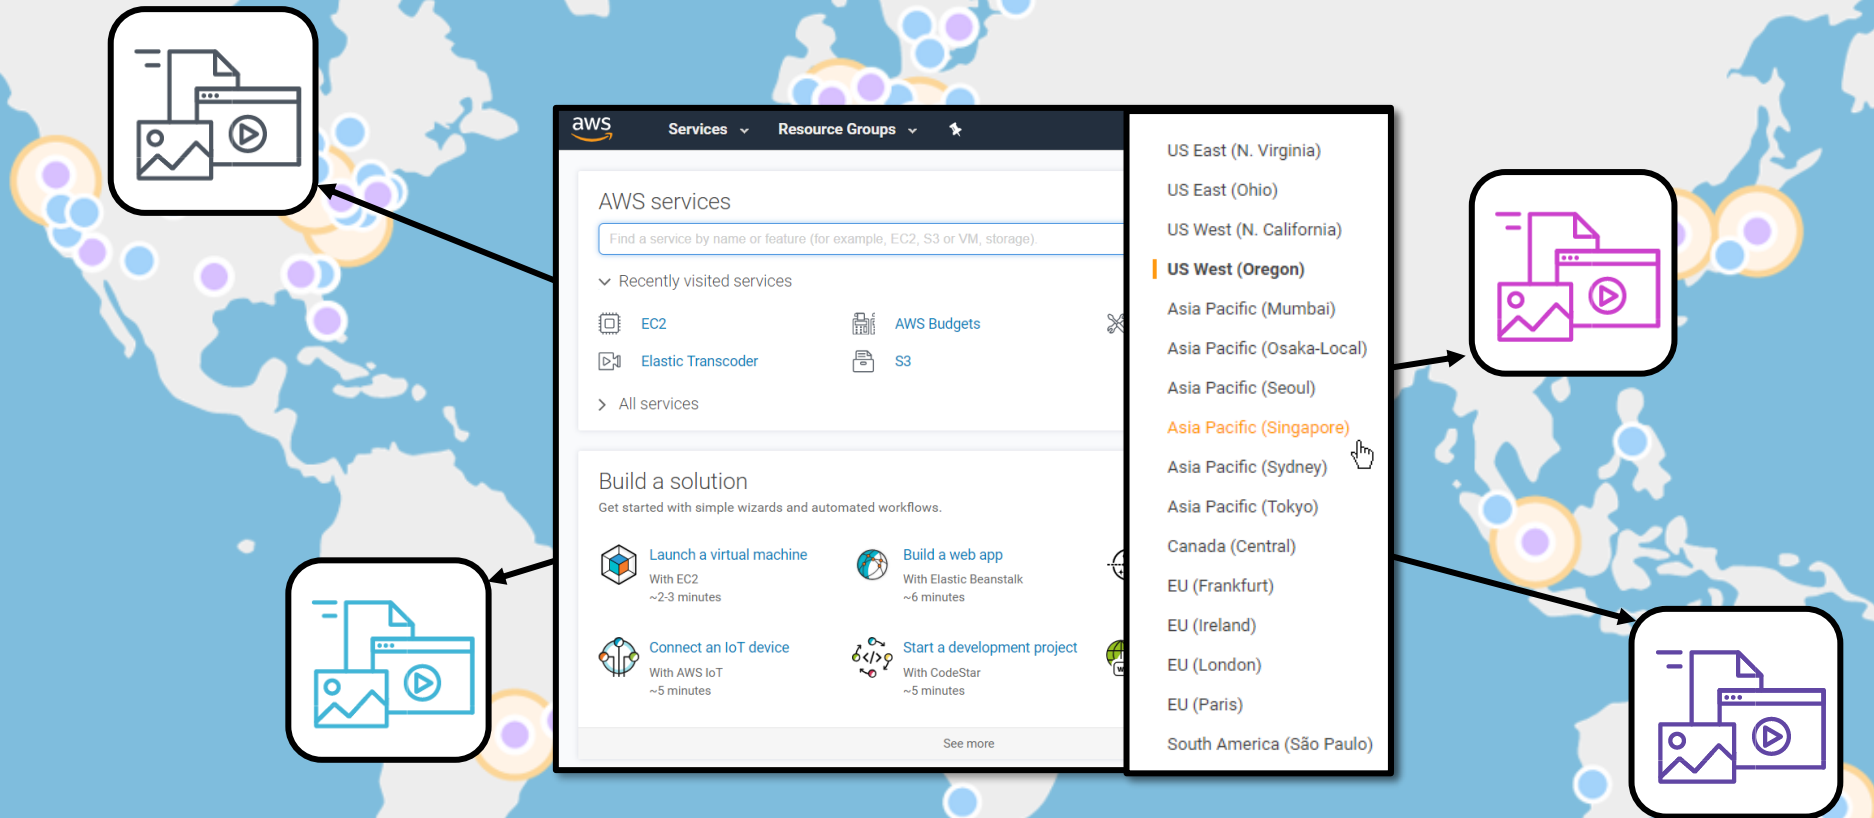 aws
Services
Resource Groups
AWS services
Find a service by name or feature (for example, EC2, S3 or VM, storage).
Recently visited services
EC2
AWS Budgets
Elastic Transcoder
S3
All services
Build a solution
Get started with simple wizards and automated workflows.
Launch a virtual machine
With EC2
~2-3 minutes
Build a web app
With Elastic Beanstalk
~6 minutes
Connect an IoT device
With AWS IoT
~5 minutes
Start a development project
With CodeStar
~5 minutes
See more
US East (N. Virginia)
US East (Ohio)
US West (N. California)
US West (Oregon)
Asia Pacific (Mumbai)
Asia Pacific (Osaka-Local)
Asia Pacific (Seoul)
Asia Pacific (Singapore)
Asia Pacific (Sydney)
Asia Pacific (Tokyo)
Canada (Central)
EU (Frankfurt)
EU (Ireland)
EU (London)
EU (Paris)
South America (São Paulo)